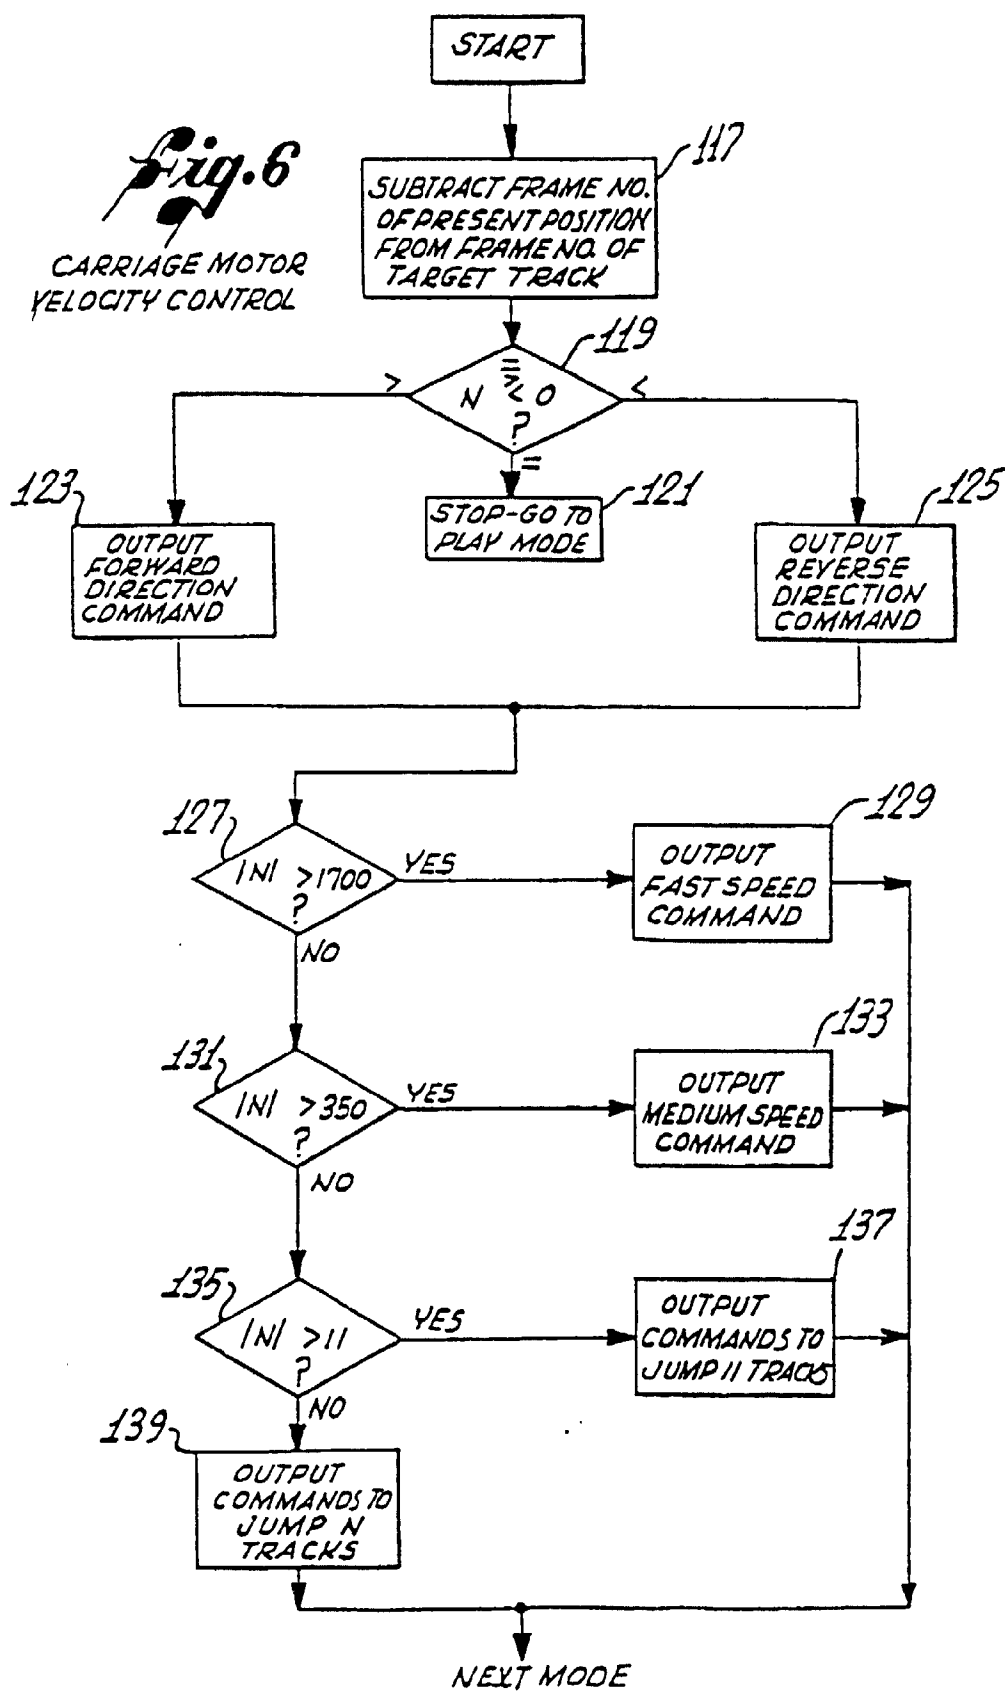 START
Fig. 6
CARRIAGE MOTOR
VELOCITY CONTROL
117
SUBTRACT FRAME NO.
OF PRESENT POSITION
FROM FRAME NO. OF
TARGET TRACK
119
=
>
N < 0
?
>
<
=
123
OUTPUT
FORWARD
DIRECTION
COMMAND
121
STOP-GO TO
PLAY MODE
125
OUTPUT
REVERSE
DIRECTION
COMMAND
127
|N| >1700
?
YES
NO
129
OUTPUT
FAST SPEED
COMMAND
131
|N| >350
?
YES
NO
133
OUTPUT
MEDIUM SPEED
COMMAND
135
|N| >11
?
YES
NO
137
OUTPUT
COMMANDS TO
JUMP 11 TRACKS
139
OUTPUT
COMMANDS TO
JUMP N
TRACKS
NEXT MODE